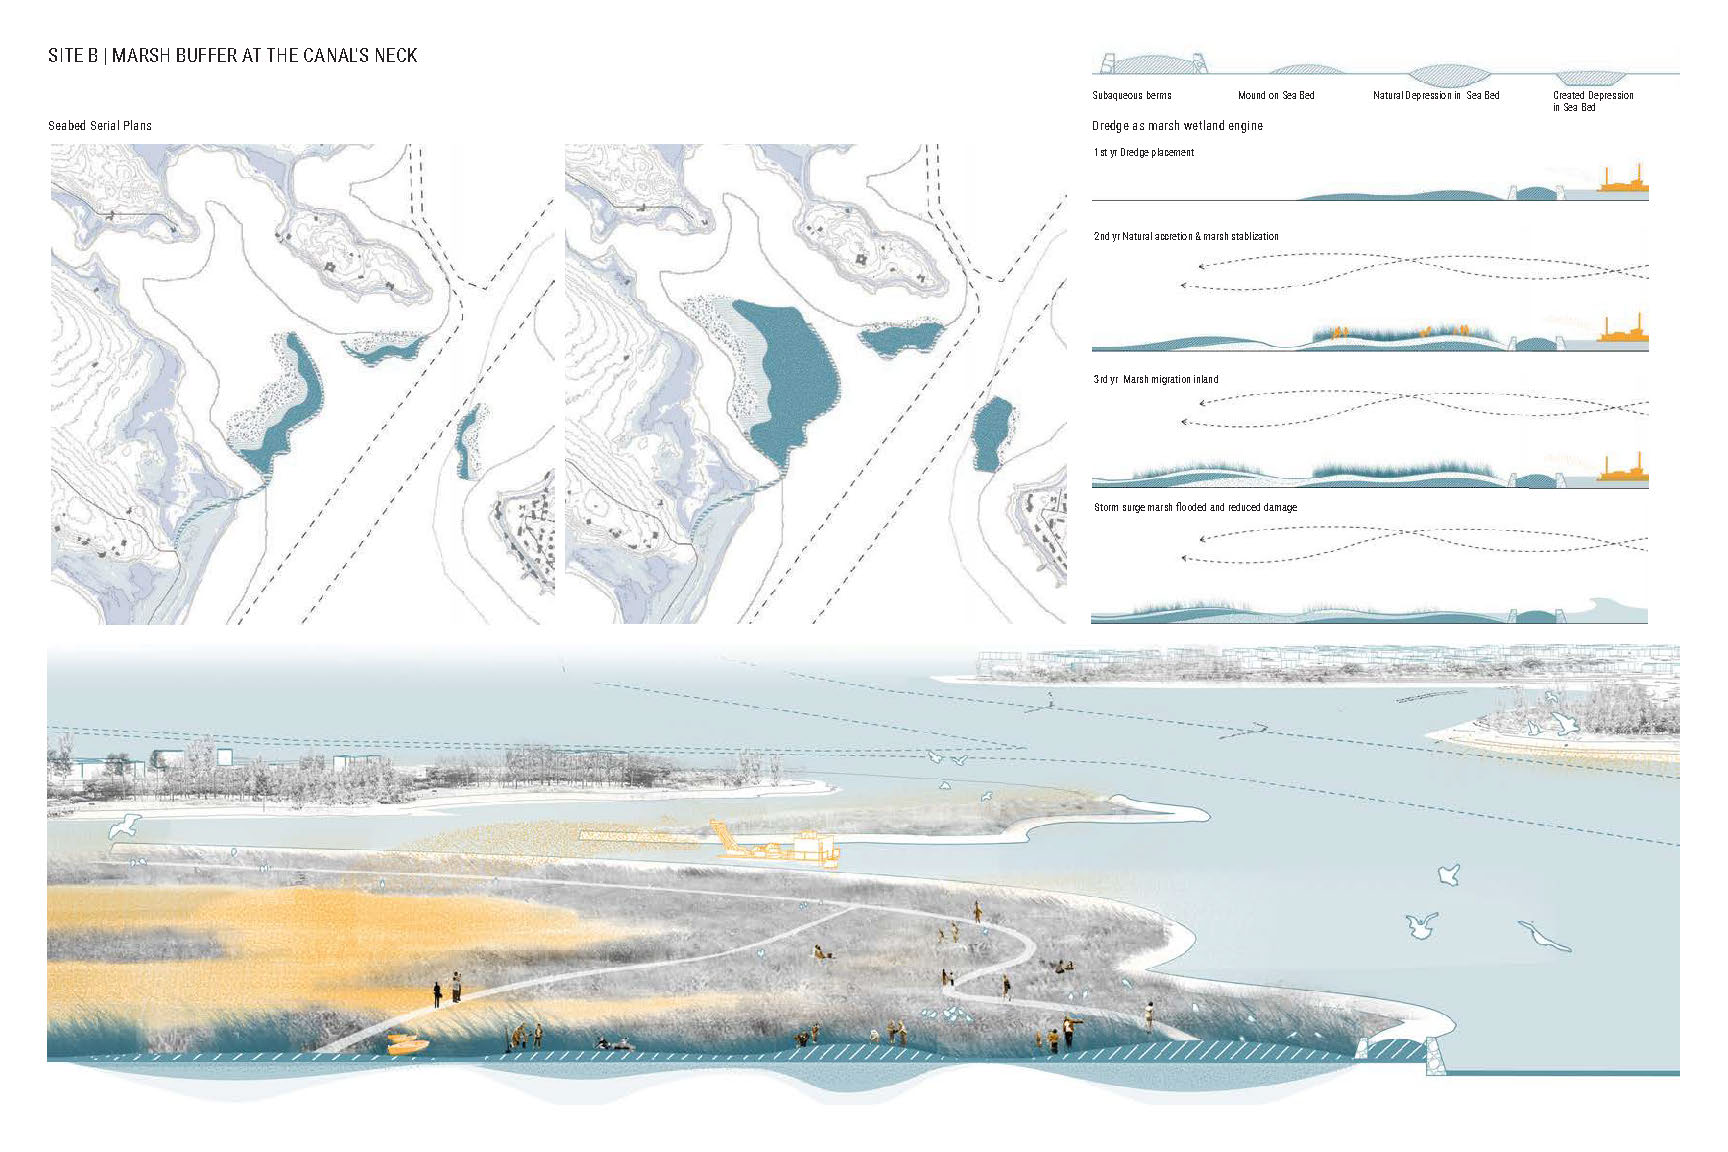 SITE B | MARSH BUFFER AT THE CANAL'S NECK
Seabed Serial Plans
Subaqueous berms
Mound on Sea Bed
Natural Depression in Sea Bed
Created Depression
in Sea Bed
Dredge as marsh wetland engine
1st yr Dredge placement
2nd yr Natural accretion & marsh stablization
3rd yr Marsh migration inland
Storm surge marsh flooded and reduced damage